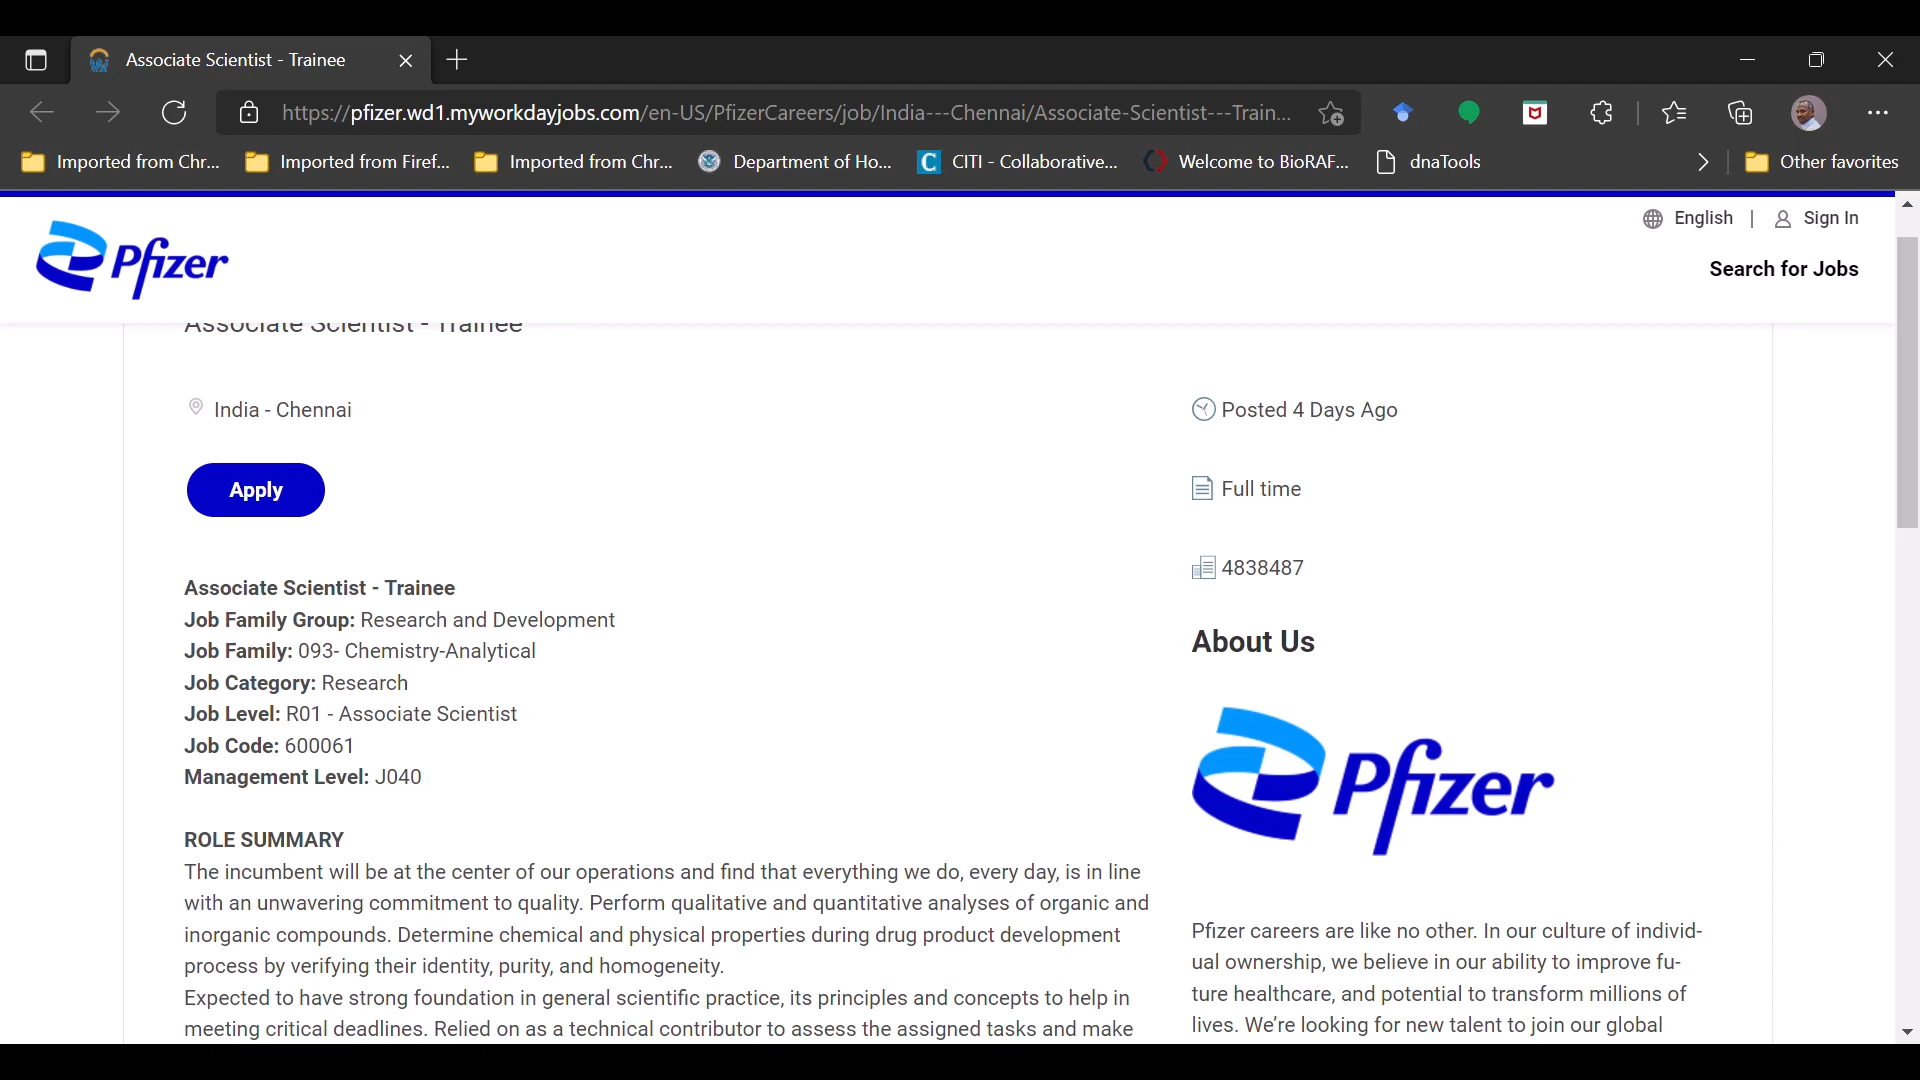 Associate Scientist - Trainee
https://pfizer.wd1.myworkdayjobs.com/en-US/PfizerCareers/job/India---Chennai/Associate-Scientist---Train...
Imported from Chr... Imported from Firef... Imported from Chr... Department of Ho... CITI - Collaborative... Welcome to BioRAF... dnaTools Other favorites
English | Sign In
Pfizer
Search for Jobs
Associate Scientist - Trainee
India - Chennai
Posted 4 Days Ago
Apply
Full time
4838487
Associate Scientist - Trainee
Job Family Group: Research and Development
Job Family: 093- Chemistry-Analytical
Job Category: Research
Job Level: R01 - Associate Scientist
Job Code: 600061
Management Level: J040
ROLE SUMMARY
The incumbent will be at the center of our operations and find that everything we do, every day, is in line
with an unwavering commitment to quality. Perform qualitative and quantitative analyses of organic and
inorganic compounds. Determine chemical and physical properties during drug product development
process by verifying their identity, purity, and homogeneity.
Expected to have strong foundation in general scientific practice, its principles and concepts to help in
meeting critical deadlines. Relied on as a technical contributor to assess the assigned tasks and make
About Us
Pfizer
Pfizer careers are like no other. In our culture of individ-
ual ownership, we believe in our ability to improve fu-
ture healthcare, and potential to transform millions of
lives. We’re looking for new talent to join our global